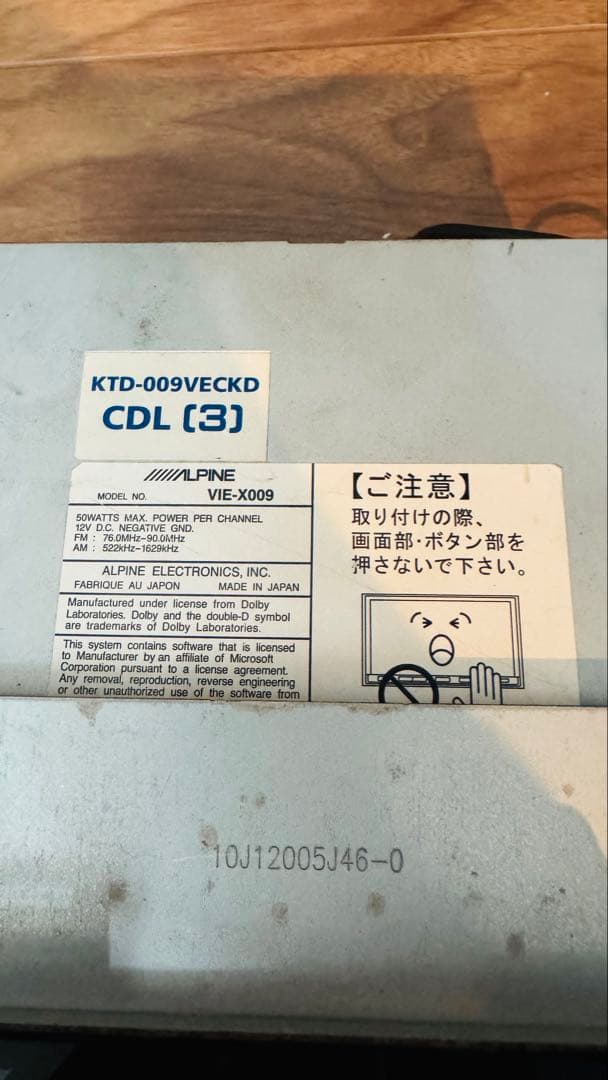 KTD-009VECKD
CDL (3)
ALPINE
MODEL NO. VIE-X009
50WATTS MAX. POWER PER CHANNEL
12V D.C. NEGATIVE GND.
FM : 76.0MHz-90.0MHz
AM : 522kHz-1629kHz
ALPINE ELECTRONICS, INC.
FABRIQUE AU JAPON MADE IN JAPAN
Manufactured under license from Dolby
Laboratories. Dolby and the double-D symbol
are trademarks of Dolby Laboratories.
This system contains software that is licensed
to Manufacturer by an affiliate of Microsoft
Corporation pursuant to a license agreement.
Any removal, reproduction, reverse engineering
or other unauthorized use of the software from
【ご注意】
取り付けの際、
画面部・ボタン部を
押さないで下さい。
10J12005J46-0